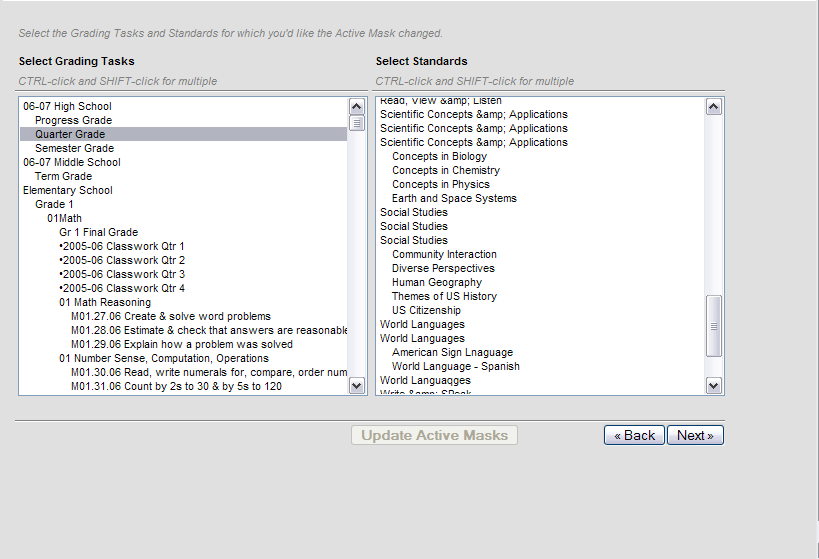 Select the Grading Tasks and Standards for which you'd like the Active Mask changed.
Select Grading Tasks
CTRL-click and SHIFT-click for multiple
06-07 High School
Progress Grade
Quarter Grade
Semester Grade
06-07 Middle School
Term Grade
Elementary School
Grade 1
01Math
Gr 1 Final Grade
•2005-06 Classwork Qtr 1
•2005-06 Classwork Qtr 2
•2005-06 Classwork Qtr 3
•2005-06 Classwork Qtr 4
01 Math Reasoning
M01.27.06 Create & solve word problems
M01.28.06 Estimate & check that answers are reasonable
M01.29.06 Explain how a problem was solved
01 Number Sense, Computation, Operations
M01.30.06 Read, write numerals for, compare, order num
M01.31.06 Count by 2s to 30 & by 5s to 120
Select Standards
CTRL-click and SHIFT-click for multiple
Read, View &amp; Listen
Scientific Concepts &amp; Applications
Scientific Concepts &amp; Applications
Scientific Concepts &amp; Applications
Concepts in Biology
Concepts in Chemistry
Concepts in Physics
Earth and Space Systems
Social Studies
Social Studies
Social Studies
Community Interaction
Diverse Perspectives
Human Geography
Themes of US History
US Citizenship
World Languages
World Languages
American Sign Lnaguage
World Language - Spanish
World Languaqges
Write &amp; SPeak
Update Active Masks
« Back
Next »